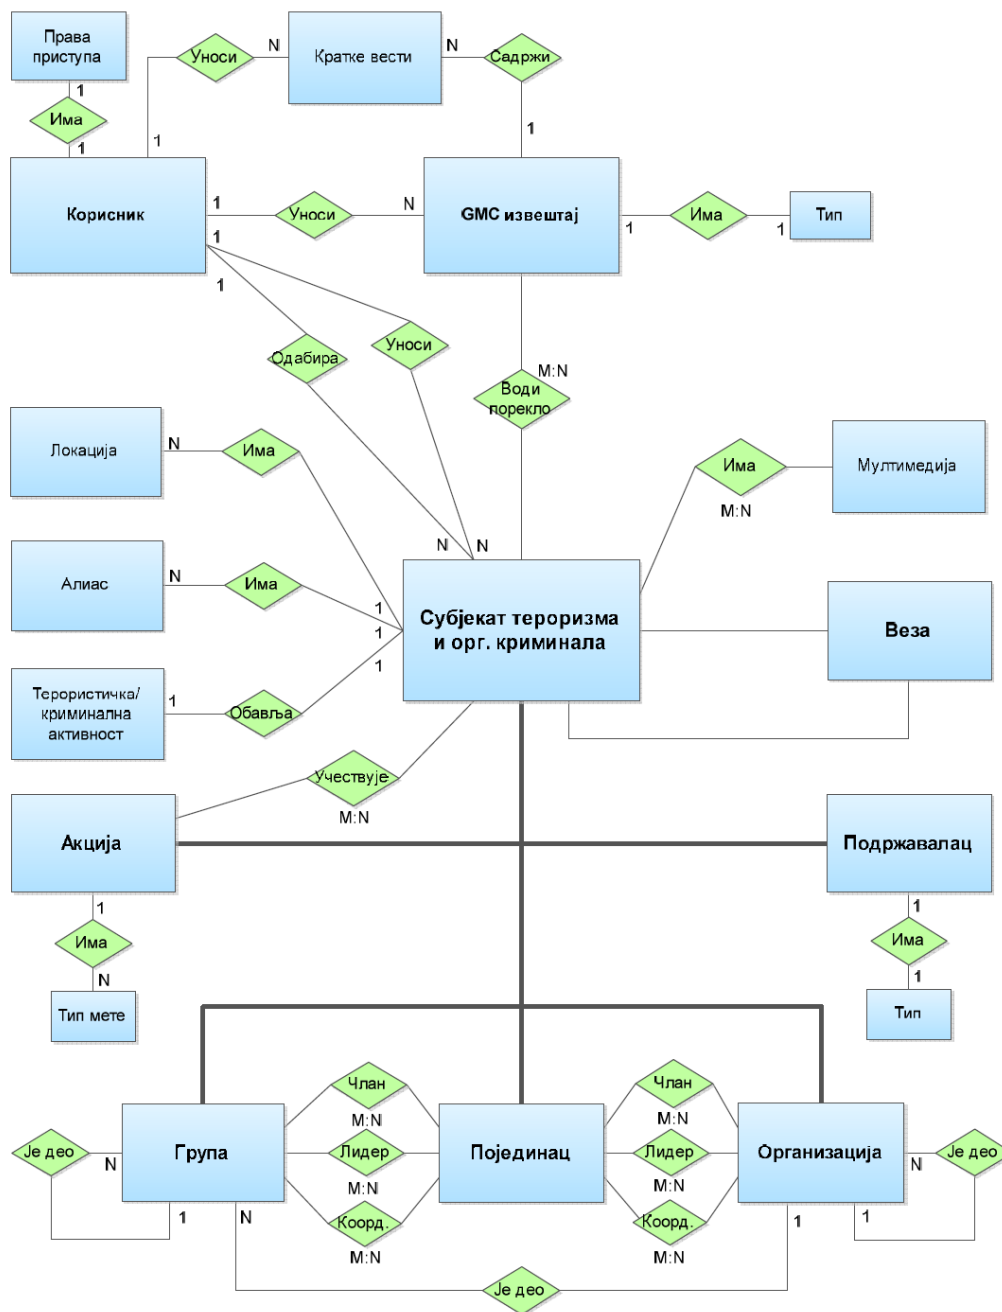 Права
приступа
1
Има
1
Уноси
N
Кратке вести
N
Садржи
1
1
Корисник
1
Уноси
N
GMC извештај
1
Има
1
Тип
1
1
Одабира
Уноси
M:N
Води
порекло
Локација
N
Има
Има
M:N
Мултимедија
N
N
Алиас
N
Има
1
1
1
Субјекат тероризма
и орг. криминала
Веза
Терористичка/
криминална
активност
1
Обавља
Учествује
M:N
Акција
Подржавалац
1
Има
N
Тип мете
1
Има
1
Тип
Члан
M:N
Члан
M:N
Је део
N
Група
Лидер
M:N
Појединац
Лидер
M:N
Организација
N
Је део
1
N
Коорд.
M:N
Коорд.
M:N
1
1
Је део